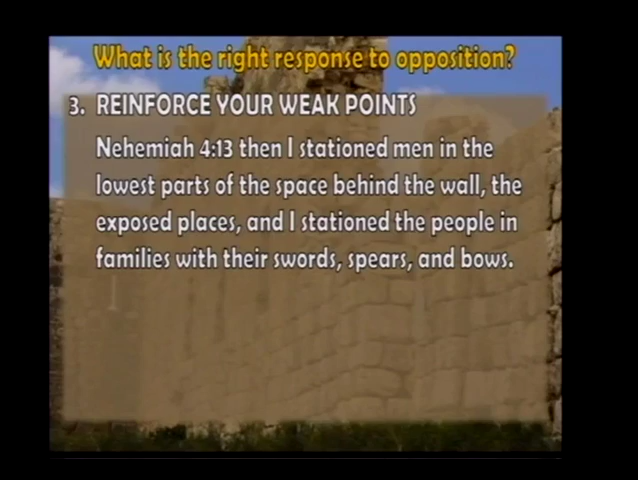 What is the right response to opposition?
3. REINFORCE YOUR WEAK POINTS
Nehemiah 4:13 then I stationed men in the
lowest parts of the space behind the wall, the
exposed places, and I stationed the people in
families with their swords, spears, and bows.